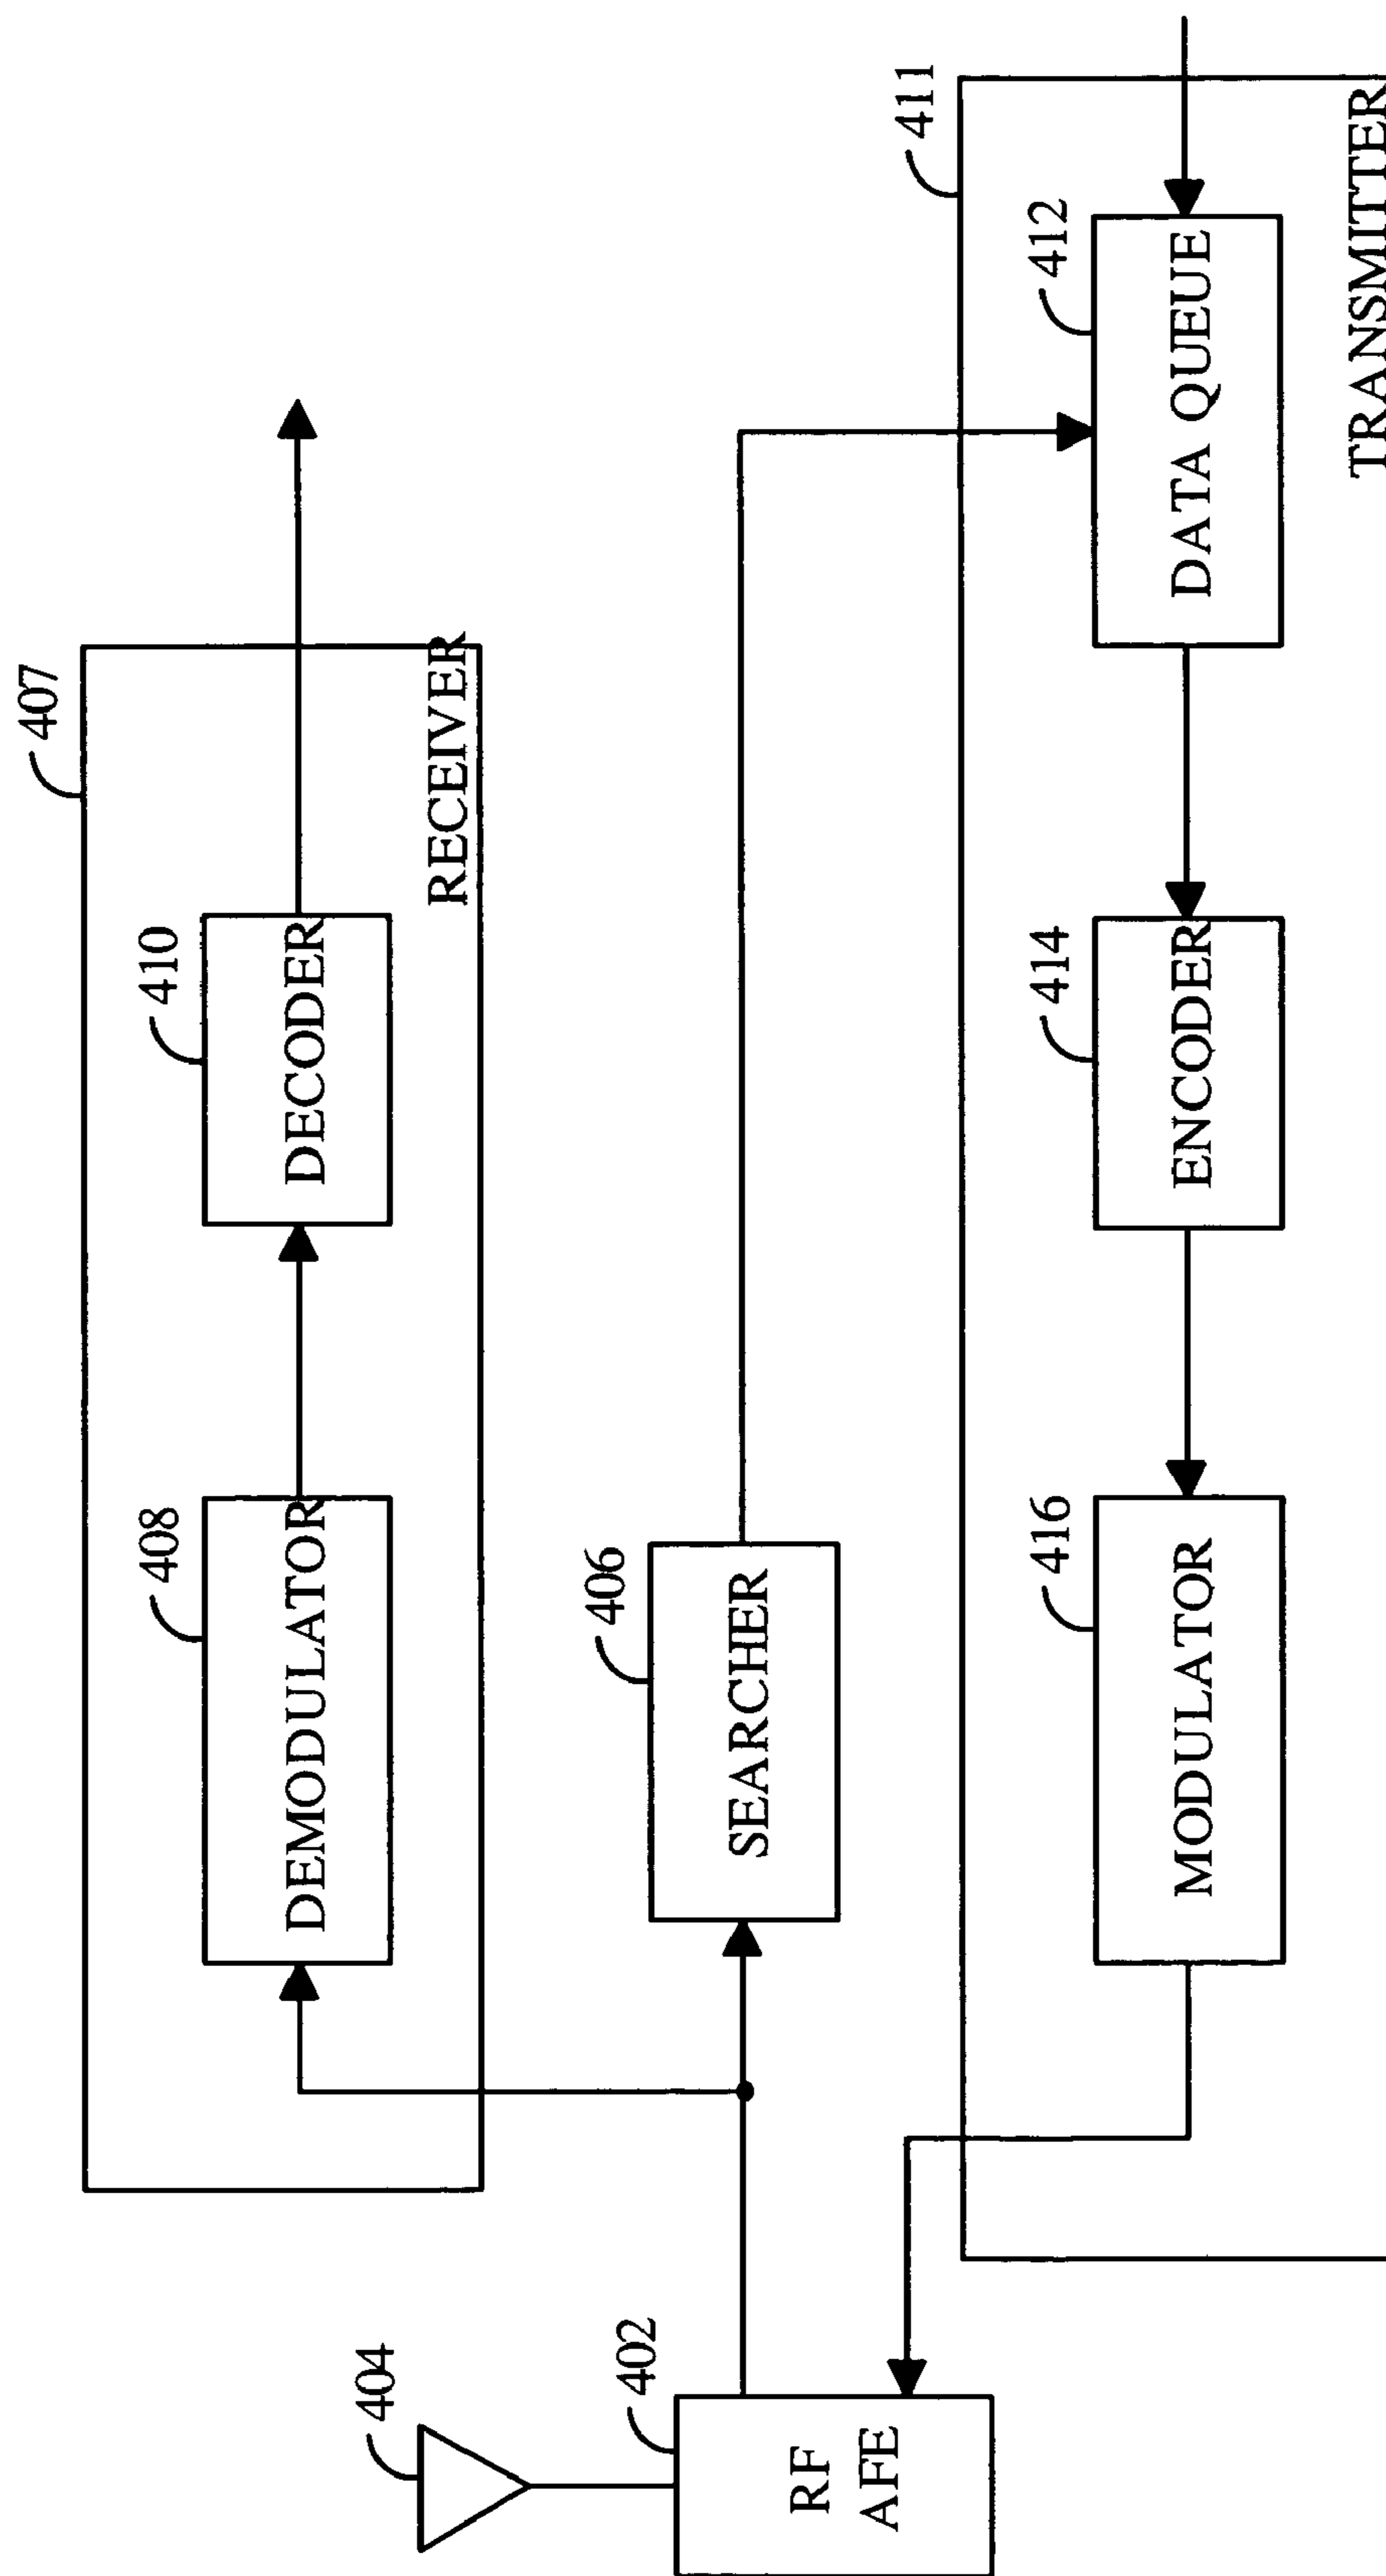 407
408
DEMODULATOR
410
DECODER
RECEIVER
404
402
RF
AFE
406
SEARCHER
411
416
MODULATOR
414
ENCODER
412
DATA QUEUE
TRANSMITTER